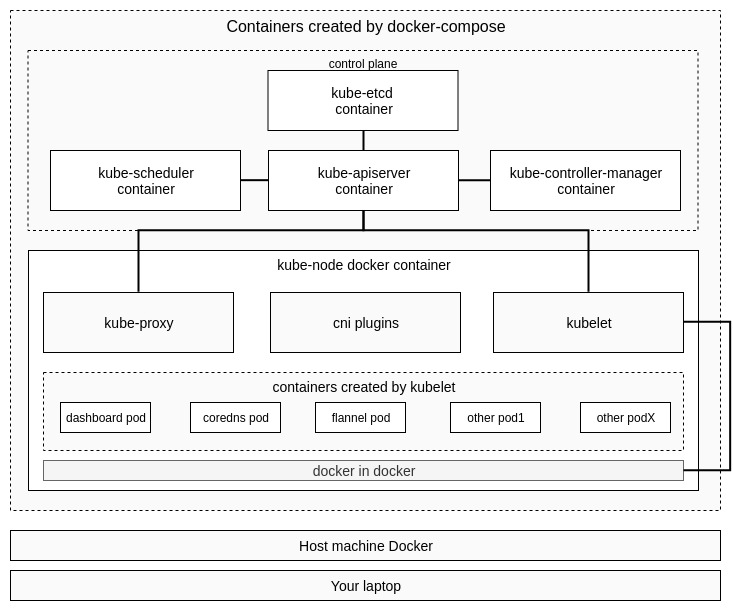 Containers created by docker-compose
control plane
kube-etcd
container
kube-scheduler
container
kube-apiserver
container
kube-controller-manager
container
kube-node docker container
kube-proxy
cni plugins
kubelet
containers created by kubelet
dashboard pod
coredns pod
flannel pod
other pod1
other podX
docker in docker
Host machine Docker
Your laptop